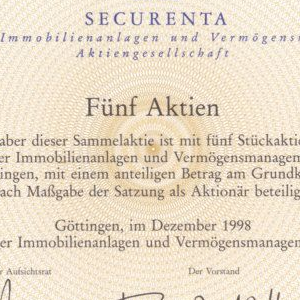 SECURENTA
Immobilienanlagen und Vermögens
Aktiengesellschaft
Fünf Aktien
aber dieser Sammelaktie ist mit fünf Stückaktie
er Immobilienanlagen und Vermögensmanagem
ingen, mit einem anteiligen Betrag am Grundk
ach Maßgabe der Satzung als Aktionär beteilig
Göttingen, im Dezember 1998
er Immobilienanlagen und Vermögensmanagem
r Aufsichtsrat
Der Vorstand